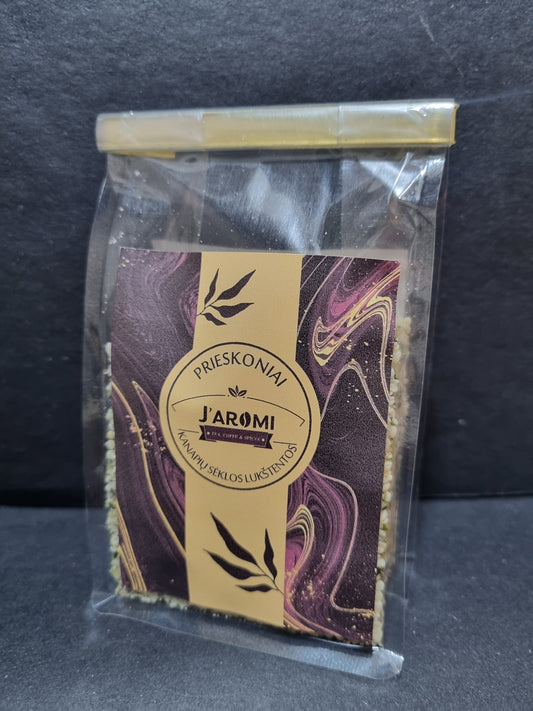 PRIESKONIAI
J'AROMI
TEA, COFFEE & SPICES
KANAPIŲ SĖKLOS LUKŠTENTOS